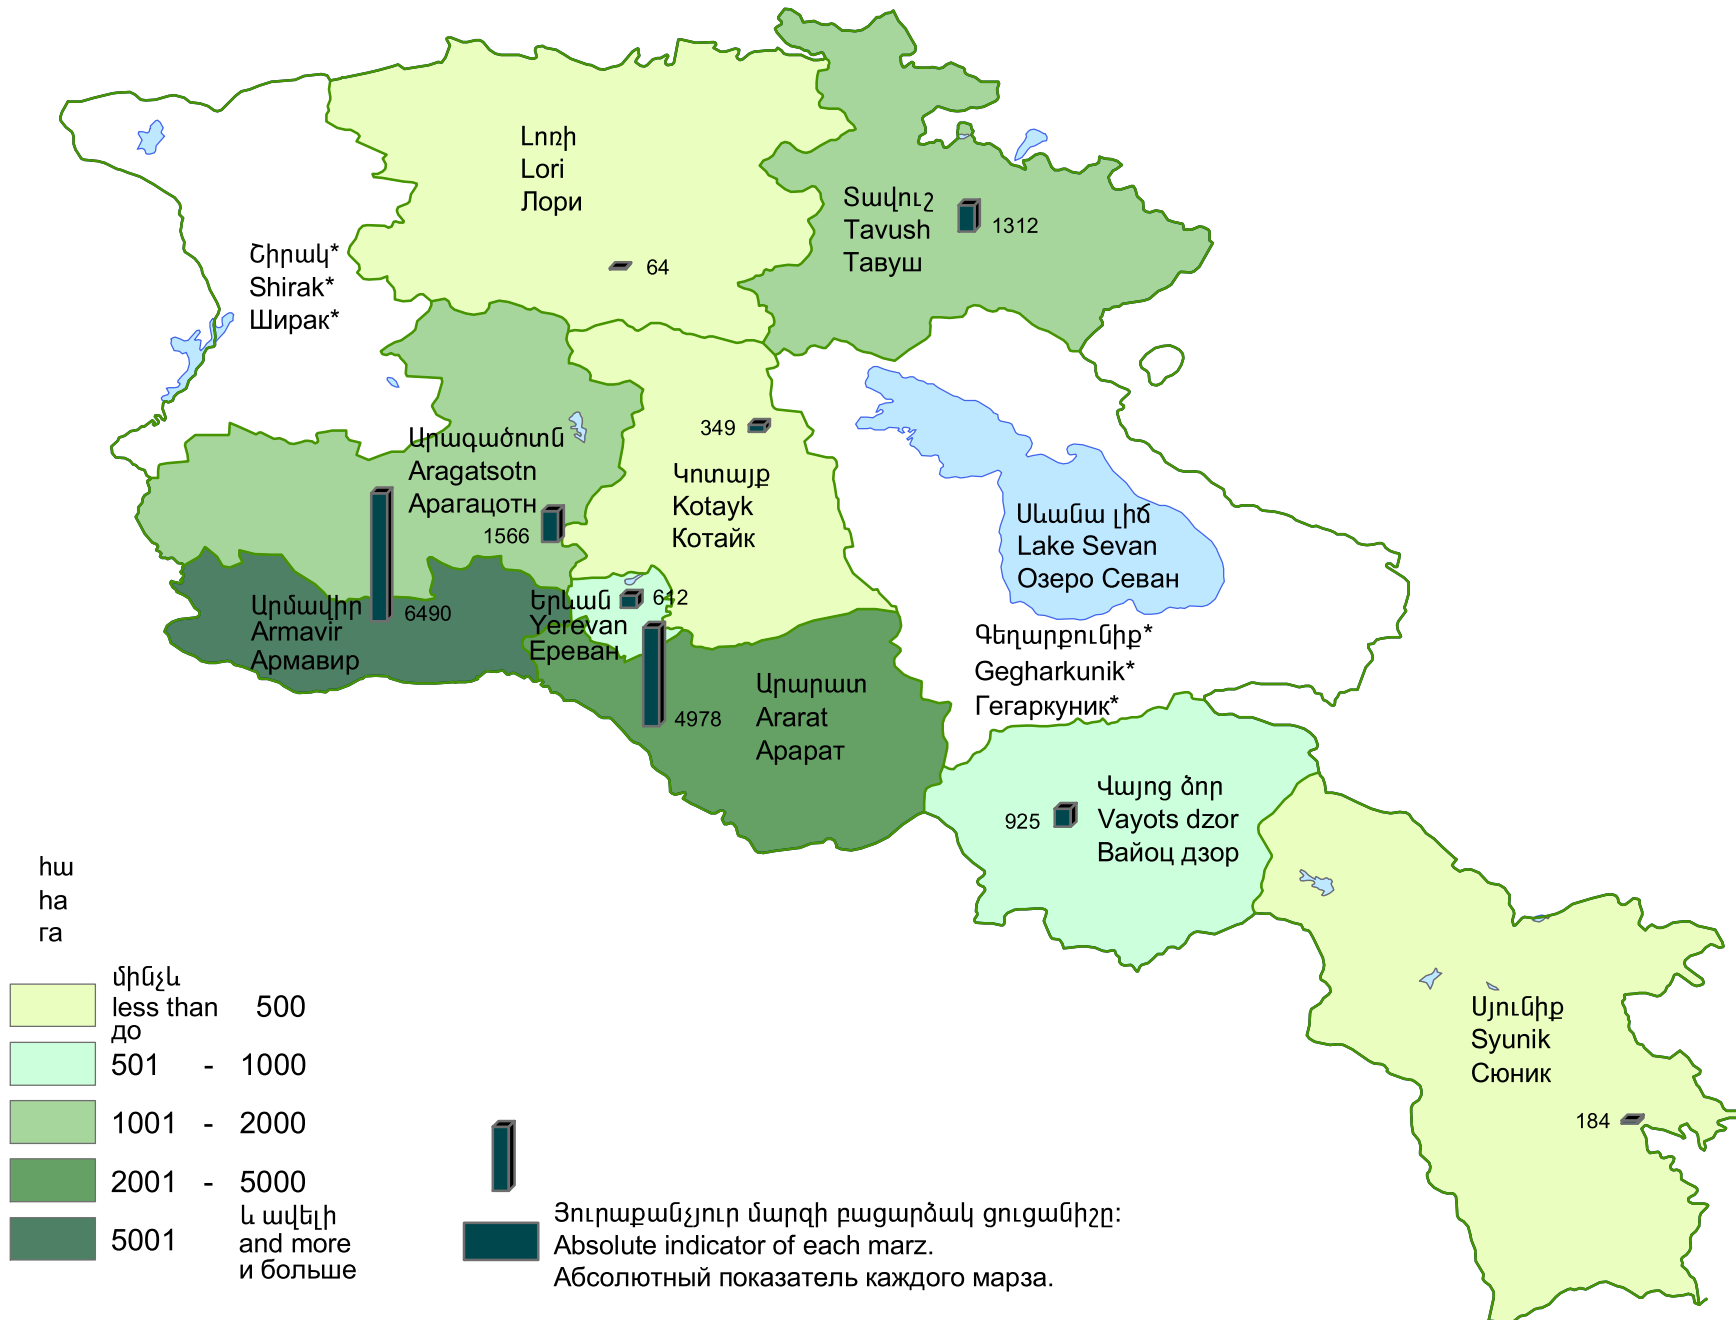 Լոռի
Lori
Лори
64
Տավուշ
Tavush
Тавуш
1312
Շիրակ*
Shirak*
Ширак*
Արագածոտն
Aragatsotn
Арагацотн
1566
349
Կոտայք
Kotayk
Котайк
Սևանա լիճ
Lake Sevan
Озеро Севан
Արմավիր
Armavir
Армавир
6490
Երևան
Yerevan
Ереван
612
Գեղարքունիք*
Gegharkunik*
Гегаркуник*
Արարատ
Ararat
Арарат
4978
Վայոց ձոր
Vayots dzor
Вайоц дзор
925
Սյունիք
Syunik
Сюник
184
հա
ha
га
մինչև
less than 500
до
501 - 1000
1001 - 2000
2001 - 5000
և ավելի
5001 and more
и больше
Յուրաքանչյուր մարզի բացարձակ ցուցանիշը:
Absolute indicator of each marz.
Абсолютный показатель каждого марза.